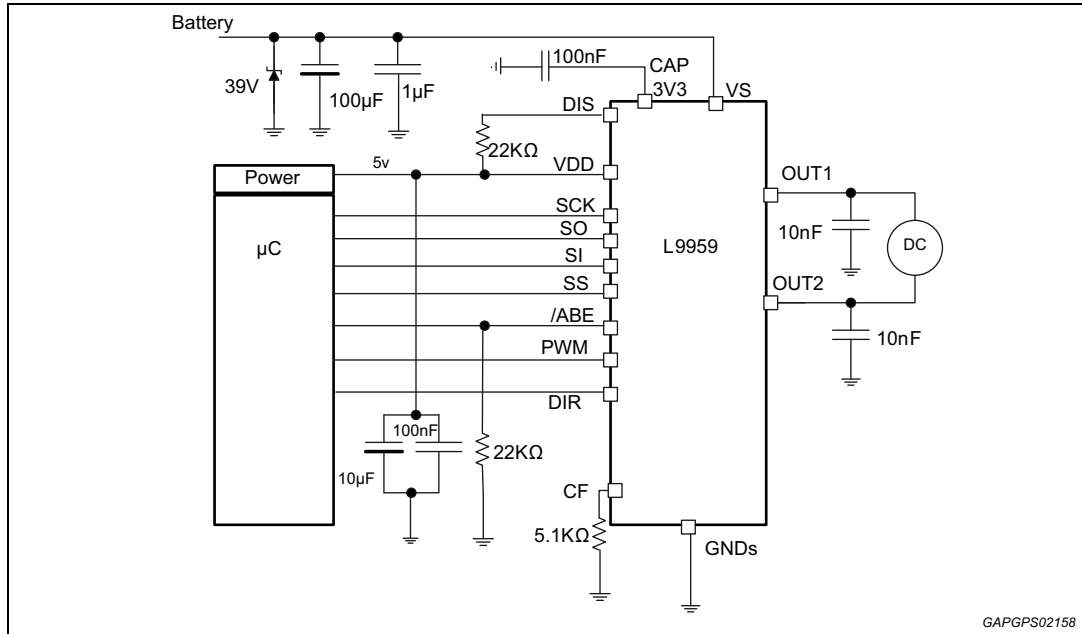 Battery
100nF
CAP
3V3
VS
39V
100µF
1µF
DIS
22KΩ
5v
VDD
Power
OUT1
SCK
SO
µC
L9959
10nF
DC
SI
SS
OUT2
/ABE
10nF
PWM
DIR
100nF
22KΩ
10µF
CF
5.1KΩ
GNDs
GAPGPS02158